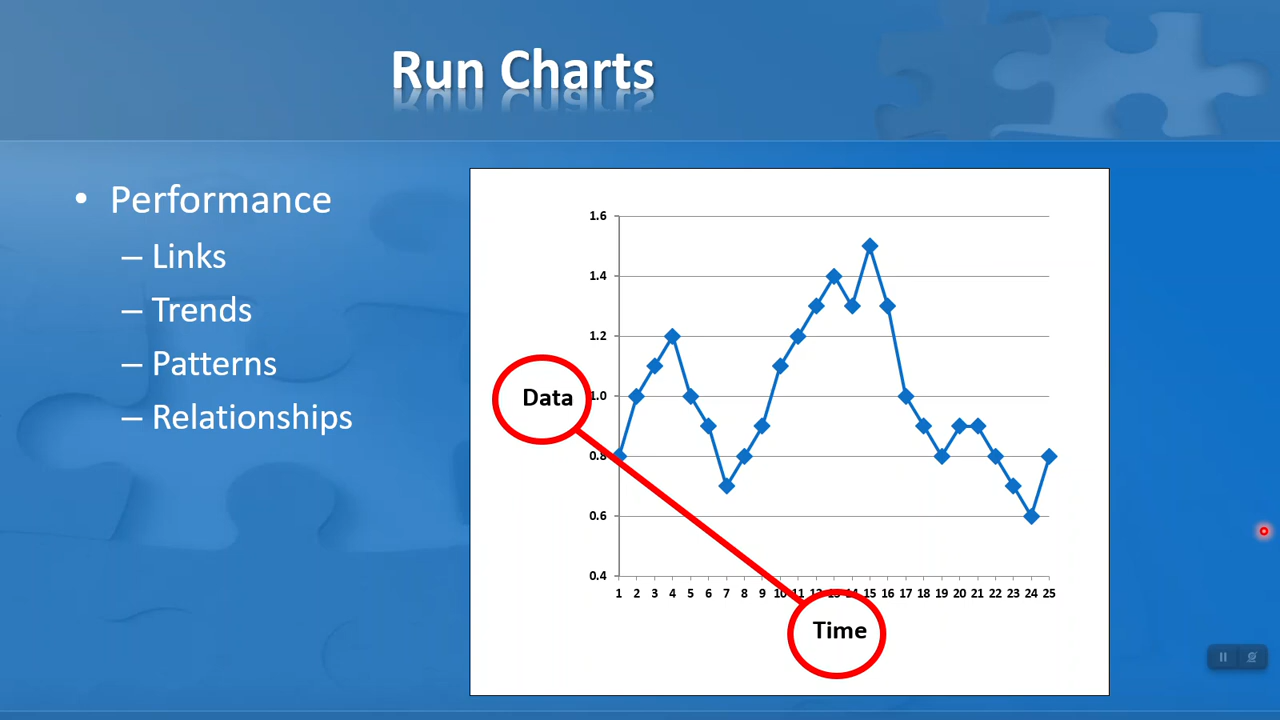 Run Charts
• Performance
– Links
– Trends
– Patterns
– Relationships
1.6
1.4
1.2
1.0
0.8
0.6
0.4
Data
1 2 3 4 5 6 7 8 9 10 11 12 13 14 15 16 17 18 19 20 21 22 23 24 25
Time